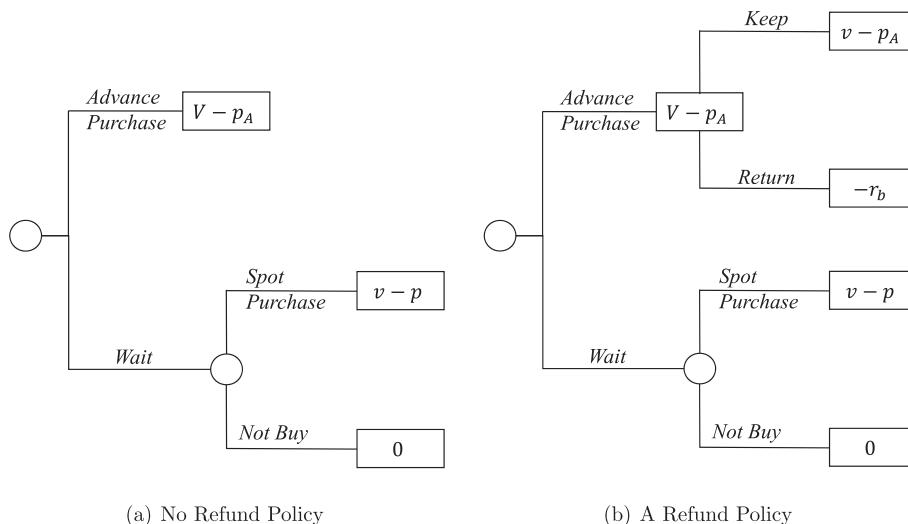 Advance
Purchase
V − p_A
Wait
Spot
Purchase
v − p
Not Buy
0
(a) No Refund Policy
Keep
v − p_A
Advance
Purchase
V − p_A
Return
−r_b
Spot
Purchase
v − p
Wait
Not Buy
0
(b) A Refund Policy